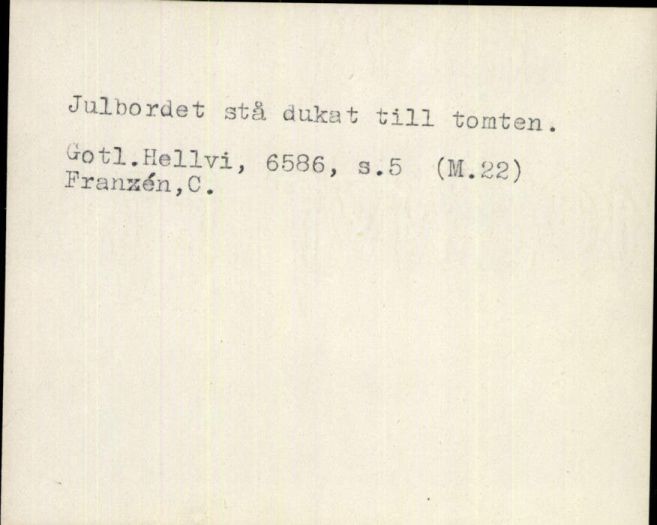 Julbordet stå dukat till tomten.
Gotl.Hellvi, 6586, s.5 (M.22)
Franzén,C.